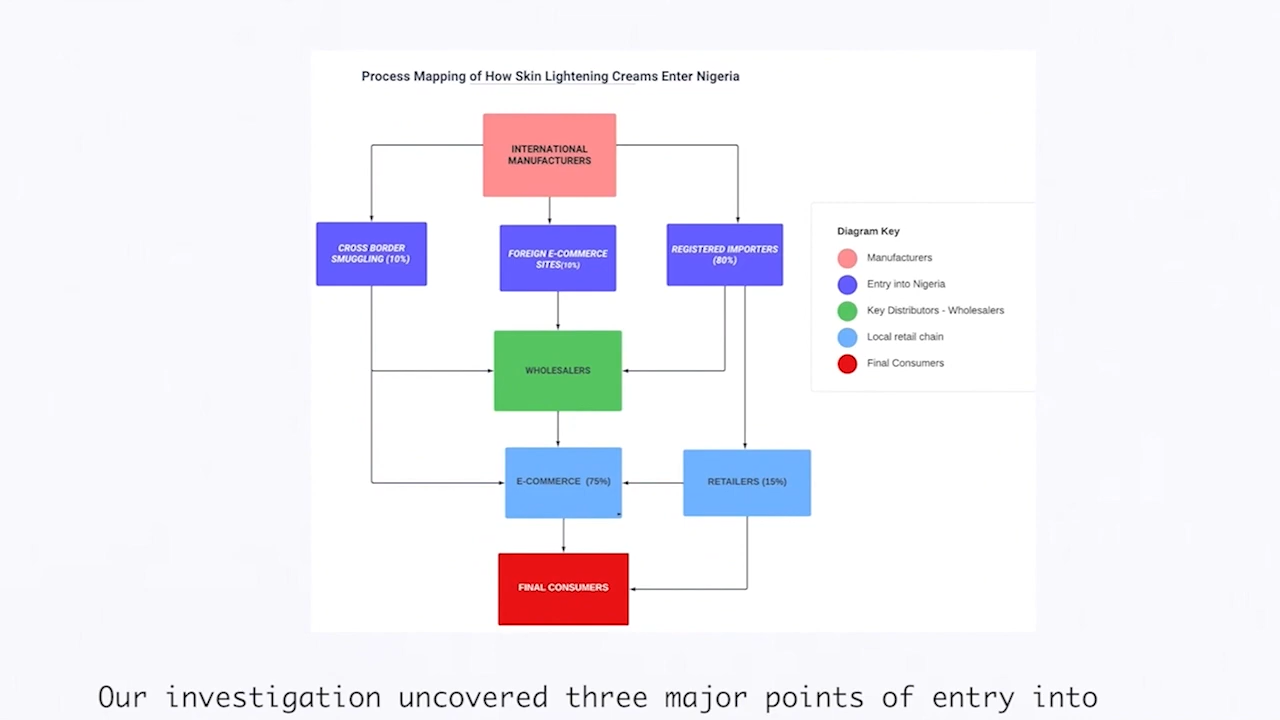 Process Mapping of How Skin Lightening Creams Enter Nigeria
INTERNATIONAL
MANUFACTURERS
CROSS BORDER
SMUGGLING (10%)
FOREIGN E-COMMERCE
SITES(10%)
REGISTERED IMPORTERS
(80%)
Diagram Key
Manufacturers
Entry into Nigeria
Key Distributors - Wholesalers
Local retail chain
Final Consumers
WHOLESALERS
E-COMMERCE (75%)
RETAILERS (15%)
FINAL CONSUMERS
Our investigation uncovered three major points of entry into